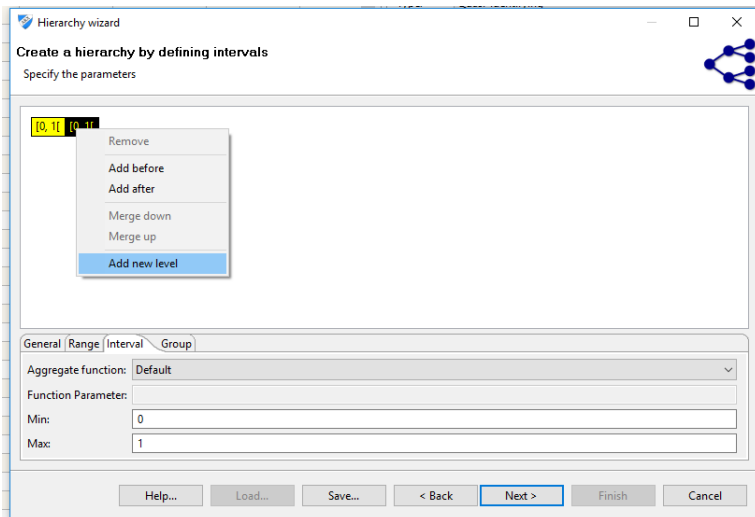 Hierarchy wizard
Create a hierarchy by defining intervals
Specify the parameters
[0, 1[ [0, 1[
Remove
Add before
Add after
Merge down
Merge up
Add new level
General Range Interval Group
Aggregate function: Default
Function Parameter:
Min: 0
Max: 1
Help... Load... Save... < Back Next > Finish Cancel